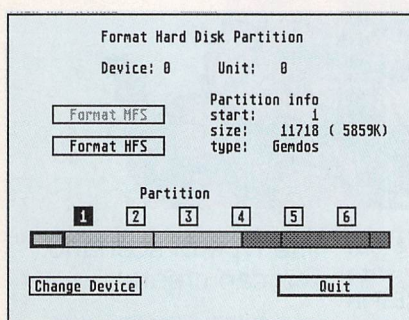 Format Hard Disk Partition
Device: 0 Unit: 0
Format MFS
Format HFS
Partition info
start: 1
size: 11718 ( 5859K)
type: Gemdos
Partition
1 2 3 4 5 6
Change Device
Quit